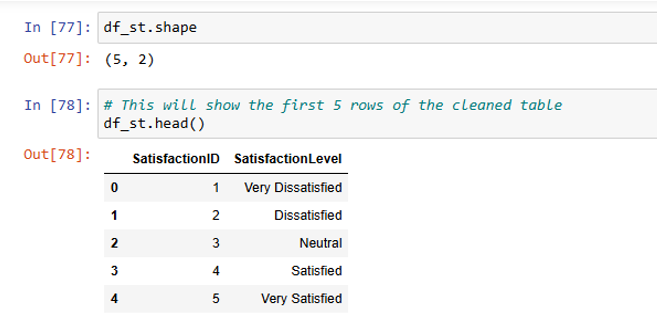 In [77]: df_st.shape
Out[77]: (5, 2)
In [78]: # This will show the first 5 rows of the cleaned table
df_st.head()
Out[78]:
SatisfactionID SatisfactionLevel
0 1 Very Dissatisfied
1 2 Dissatisfied
2 3 Neutral
3 4 Satisfied
4 5 Very Satisfied